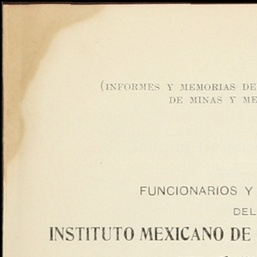 (INFORMES Y MEMORIAS DE
DE MINAS Y ME
FUNCIONARIOS Y
DEL
INSTITUTO MEXICANO DE